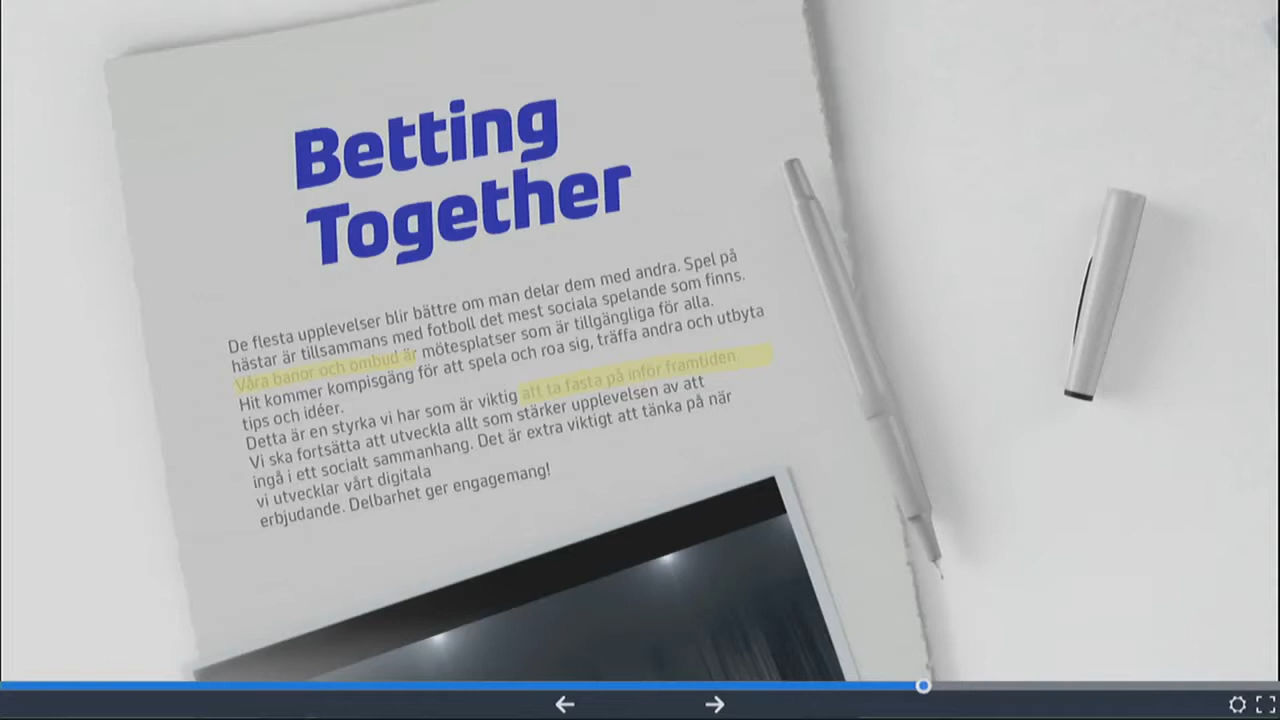 Betting
Together
De flesta upplevelser blir bättre om man delar dem med andra. Spel på
hästar är tillsammans med fotboll det mest sociala spelande som finns.
Våra banor och ombud är mötesplatser som är tillgängliga för alla.
Hit kommer kompisgäng för att spela och roa sig, träffa andra och utbyta
tips och idéer.
Detta är en styrka vi har som är viktig att ta fasta på inför framtiden.
Vi ska fortsätta att utveckla allt som stärker upplevelsen av att
ingå i ett socialt sammanhang. Det är extra viktigt att tänka på när
vi utvecklar vårt digitala
erbjudande. Delbarhet ger engagemang!